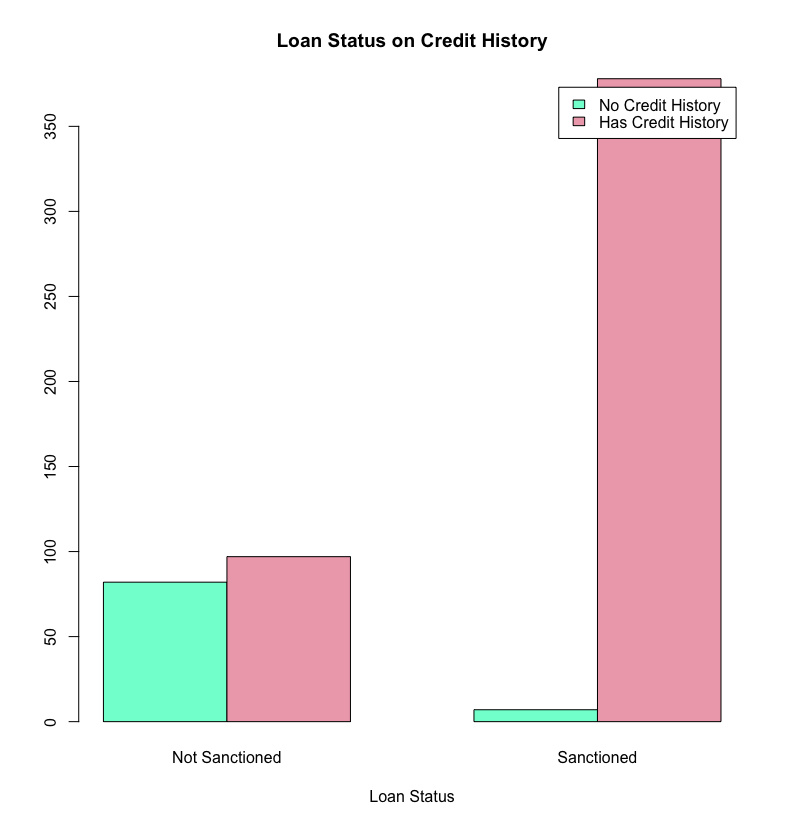 Loan Status on Credit History
No Credit History
Has Credit History
350
300
250
200
150
100
50
0
Not Sanctioned
Sanctioned
Loan Status